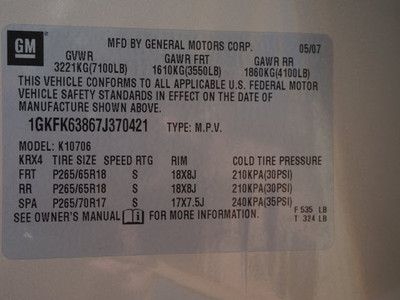 GM
MFD BY GENERAL MOTORS CORP. 05/07
GVWR GAWR FRT GAWR RR
3221KG(7100LB) 1610KG(3550LB) 1860KG(4100LB)
THIS VEHICLE CONFORMS TO ALL APPLICABLE U.S. FEDERAL MOTOR
VEHICLE SAFETY STANDARDS IN EFFECT ON THE DATE OF
MANUFACTURE SHOWN ABOVE.
1GKFK63867J370421 TYPE: M.P.V.
MODEL: K10706
KRX4 TIRE SIZE SPEED RTG RIM COLD TIRE PRESSURE
FRT P265/65R18 S 18X8J 210KPA(30PSI)
RR P265/65R18 S 18X8J 210KPA(30PSI)
SPA P265/70R17 S 17X7.5J 240KPA(35PSI)
SEE OWNER'S MANUAL i FOR MORE INFORMATION. F 535 LB
T 324 LB